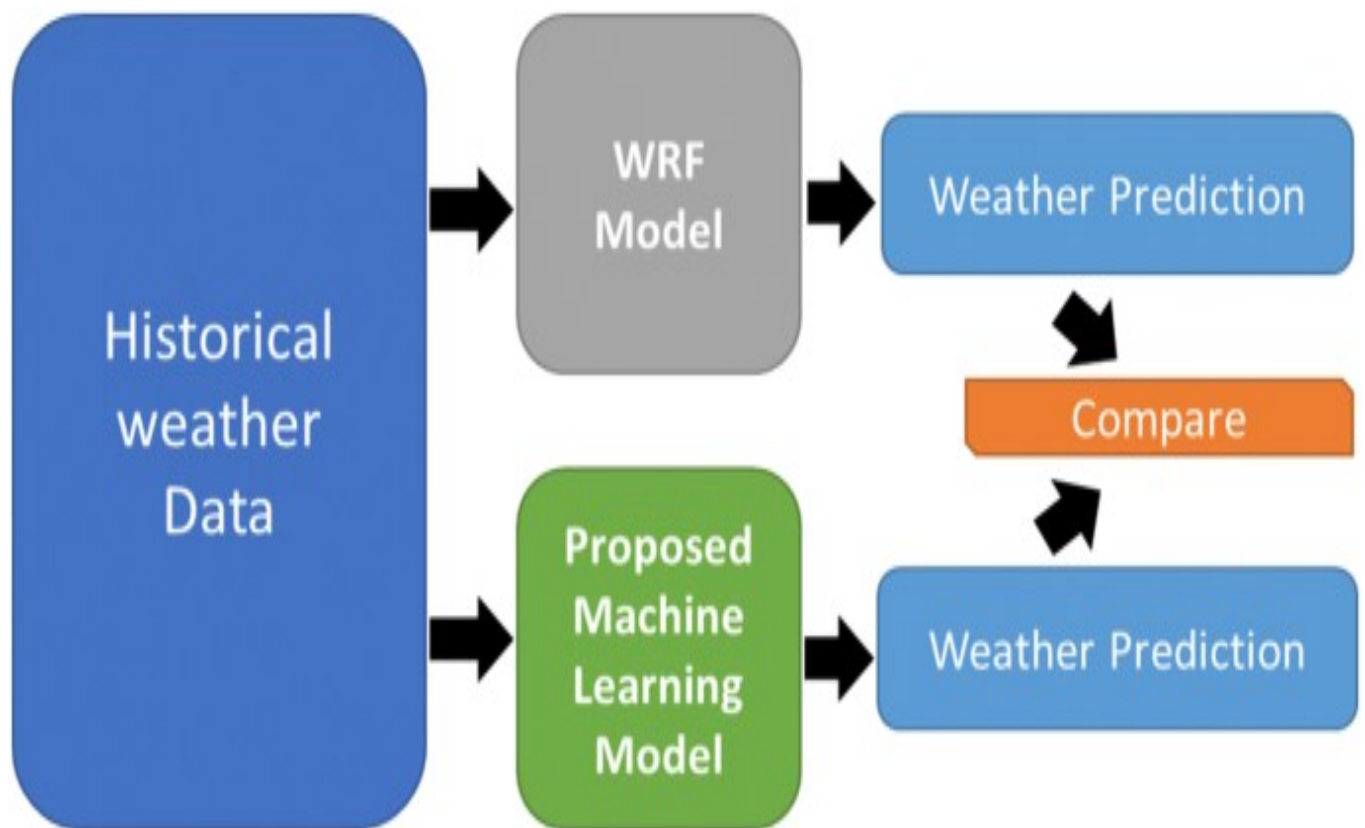 Historical
weather
Data
WRF
Model
Weather Prediction
Compare
Proposed
Machine
Learning
Model
Weather Prediction